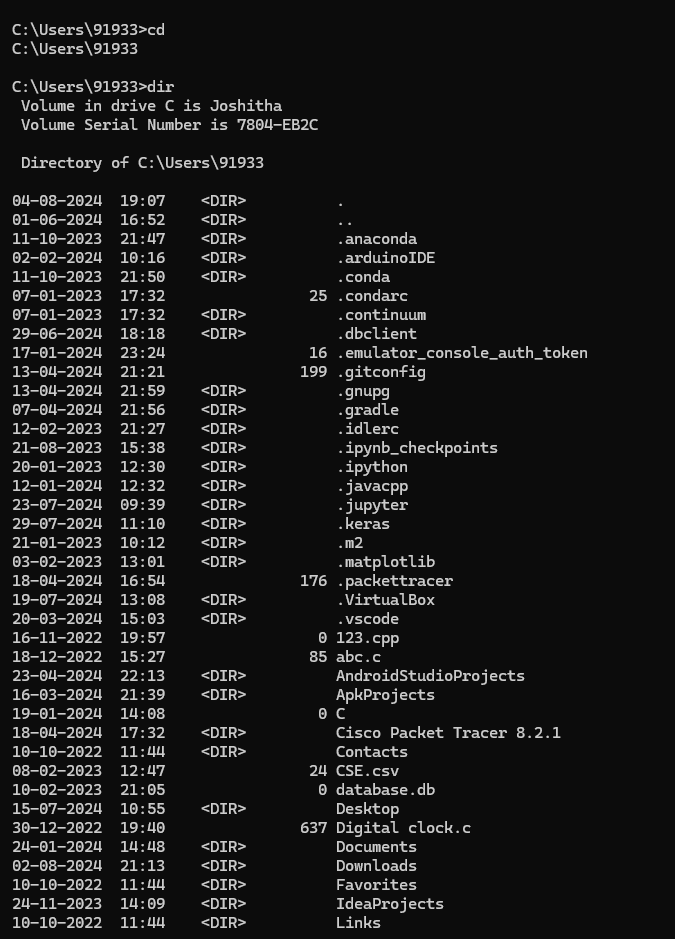 C:\Users\91933>cd
C:\Users\91933
C:\Users\91933>dir
 Volume in drive C is Joshitha
 Volume Serial Number is 7804-EB2C
 Directory of C:\Users\91933
04-08-2024  19:07    <DIR>          .
01-06-2024  16:52    <DIR>          ..
11-10-2023  21:47    <DIR>          .anaconda
02-02-2024  10:16    <DIR>          .arduinoIDE
11-10-2023  21:50    <DIR>          .conda
07-01-2023  17:32                25 .condarc
07-01-2023  17:32    <DIR>          .continuum
29-06-2024  18:18    <DIR>          .dbclient
17-01-2024  23:24                16 .emulator_console_auth_token
13-04-2024  21:21               199 .gitconfig
13-04-2024  21:59    <DIR>          .gnupg
07-04-2024  21:56    <DIR>          .gradle
12-02-2023  21:27    <DIR>          .idlerc
21-08-2023  15:38    <DIR>          .ipynb_checkpoints
20-01-2023  12:30    <DIR>          .ipython
12-01-2024  12:32    <DIR>          .javacpp
23-07-2024  09:39    <DIR>          .jupyter
29-07-2024  11:10    <DIR>          .keras
21-01-2023  10:12    <DIR>          .m2
03-02-2023  13:01    <DIR>          .matplotlib
18-04-2024  16:54               176 .packettracer
19-07-2024  13:08    <DIR>          .VirtualBox
20-03-2024  15:03    <DIR>          .vscode
16-11-2022  19:57                 0 123.cpp
18-12-2022  15:27                85 abc.c
23-04-2024  22:13    <DIR>          AndroidStudioProjects
16-03-2024  21:39    <DIR>          ApkProjects
19-01-2024  14:08                 0 C
18-04-2024  17:32    <DIR>          Cisco Packet Tracer 8.2.1
10-10-2022  11:44    <DIR>          Contacts
08-02-2023  12:47                24 CSE.csv
10-02-2023  21:05                 0 database.db
15-07-2024  10:55    <DIR>          Desktop
30-12-2022  19:40               637 Digital clock.c
24-01-2024  14:48    <DIR>          Documents
02-08-2024  21:13    <DIR>          Downloads
10-10-2022  11:44    <DIR>          Favorites
24-11-2023  14:09    <DIR>          IdeaProjects
10-10-2022  11:44    <DIR>          Links